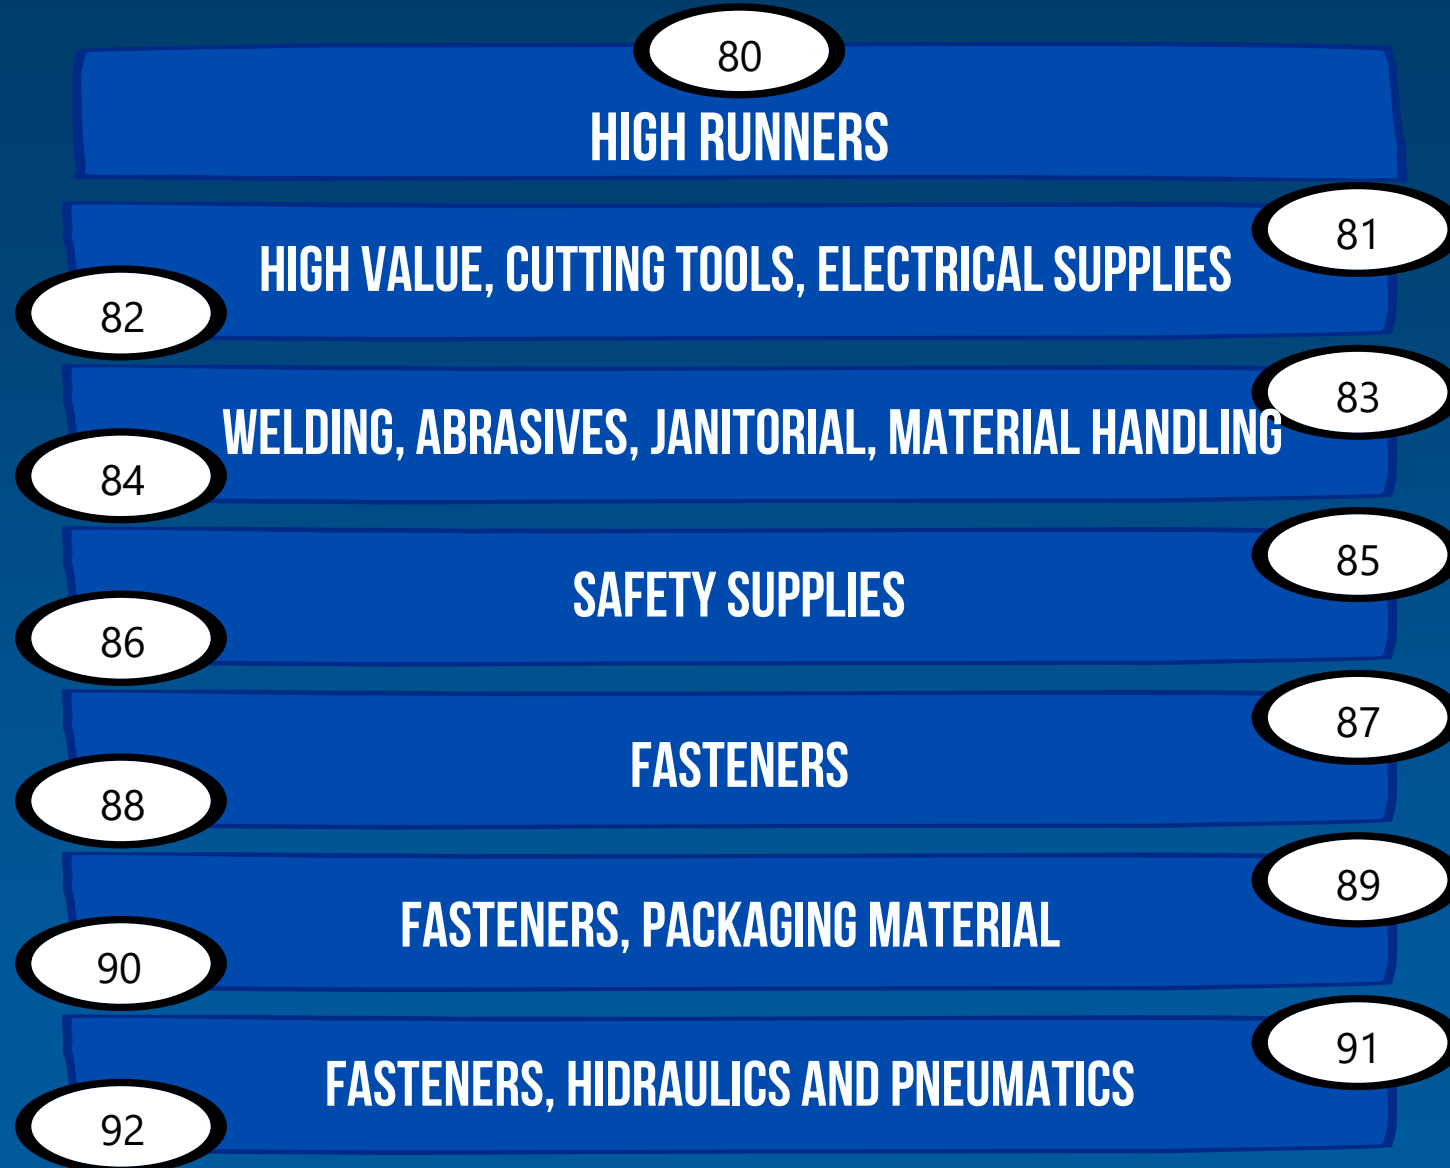 80
HIGH RUNNERS
81
HIGH VALUE, CUTTING TOOLS, ELECTRICAL SUPPLIES
82
83
WELDING, ABRASIVES, JANITORIAL, MATERIAL HANDLING
84
85
SAFETY SUPPLIES
86
87
FASTENERS
88
89
FASTENERS, PACKAGING MATERIAL
90
91
FASTENERS, HIDRAULICS AND PNEUMATICS
92